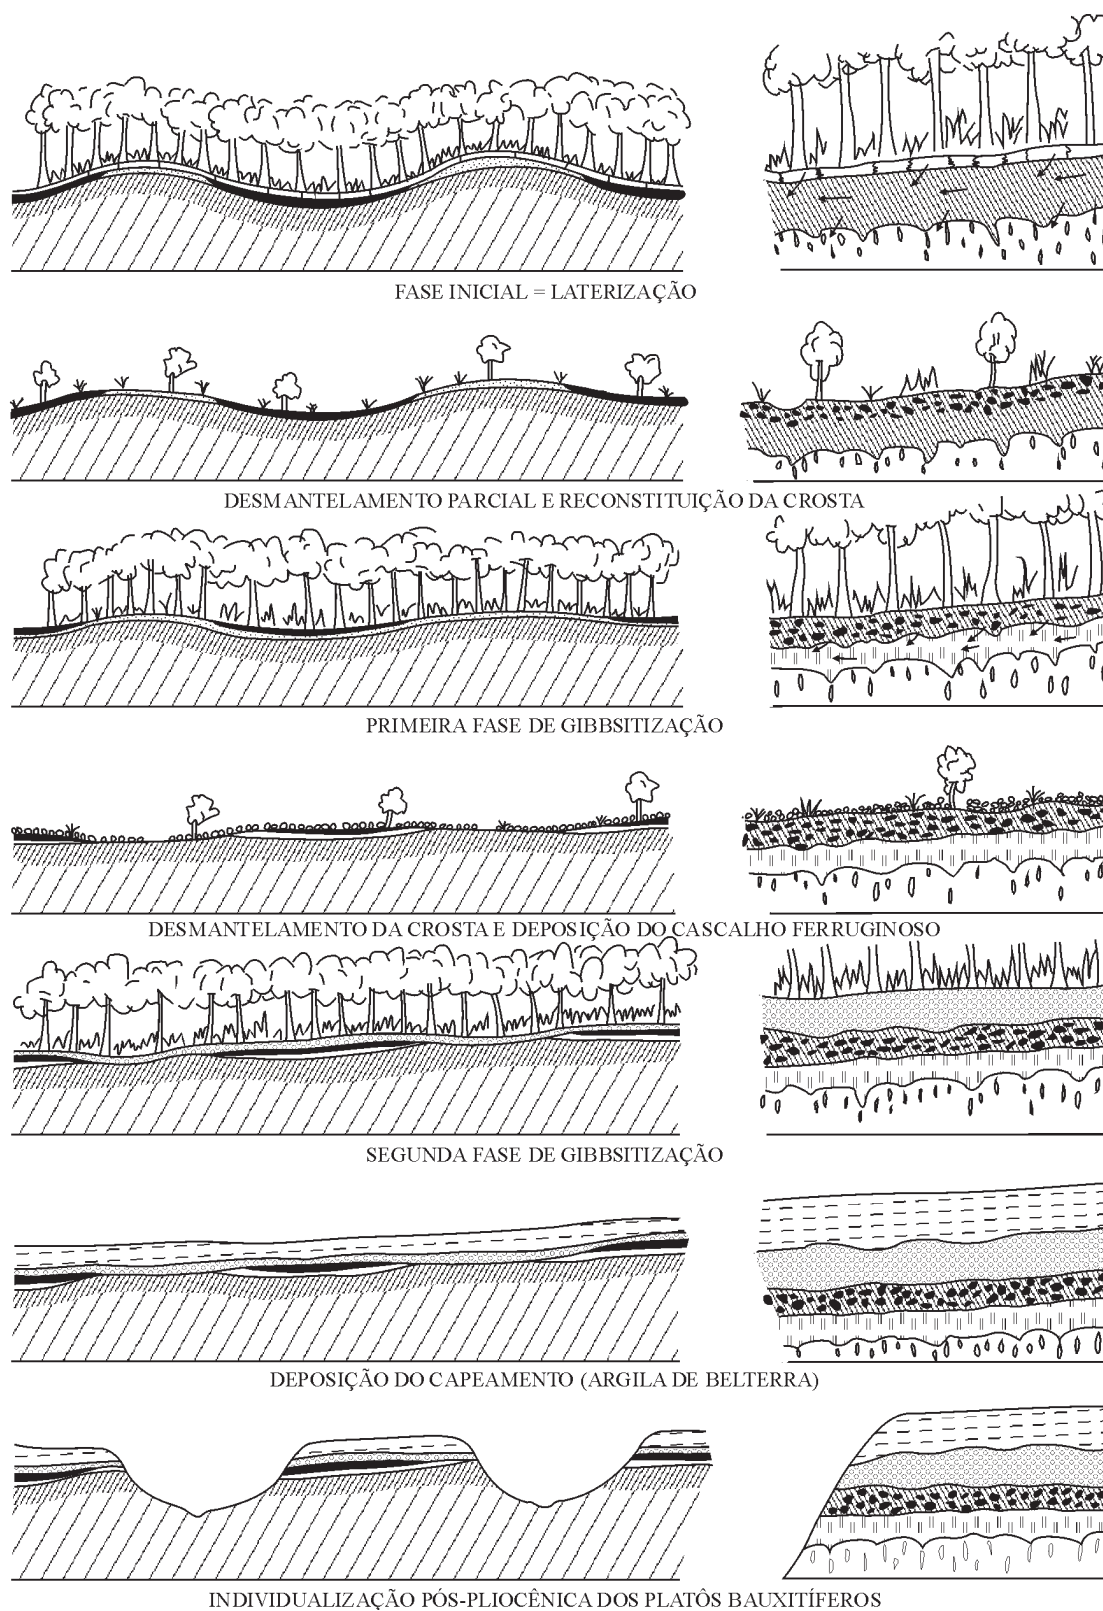 FASE INICIAL = LATERIZAÇÃO
DESMANTELAMENTO PARCIAL E RECONSTITUIÇÃO DA CROSTA
PRIMEIRA FASE DE GIBBSITIZAÇÃO
DESMANTELAMENTO DA CROSTA E DEPOSIÇÃO DO CASCALHO FERRUGINOSO
SEGUNDA FASE DE GIBBSITIZAÇÃO
DEPOSIÇÃO DO CAPEAMENTO (ARGILA DE BELTERRA)
INDIVIDUALIZAÇÃO PÓS-PLIOCÊNICA DOS PLATÔS BAUXITÍFEROS